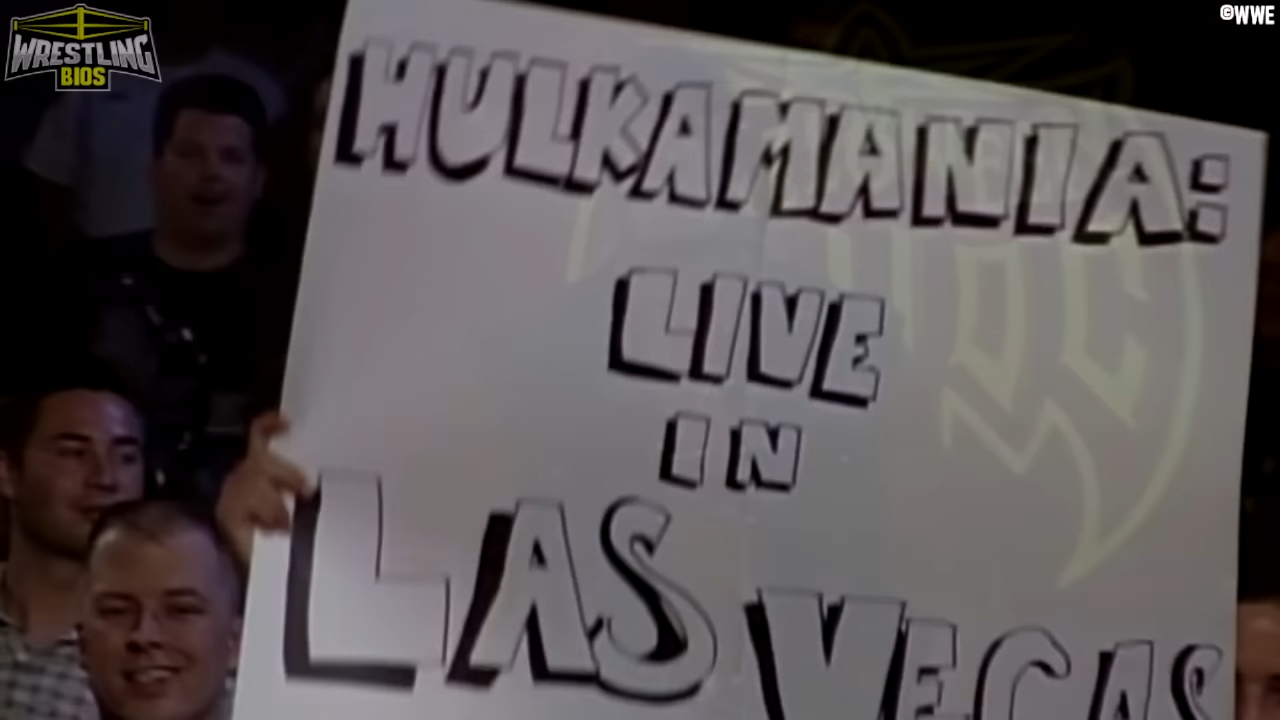 WRESTLING
BIOS
©WWE
HULKAMANIA:
LIVE
IN
LAS VEGAS